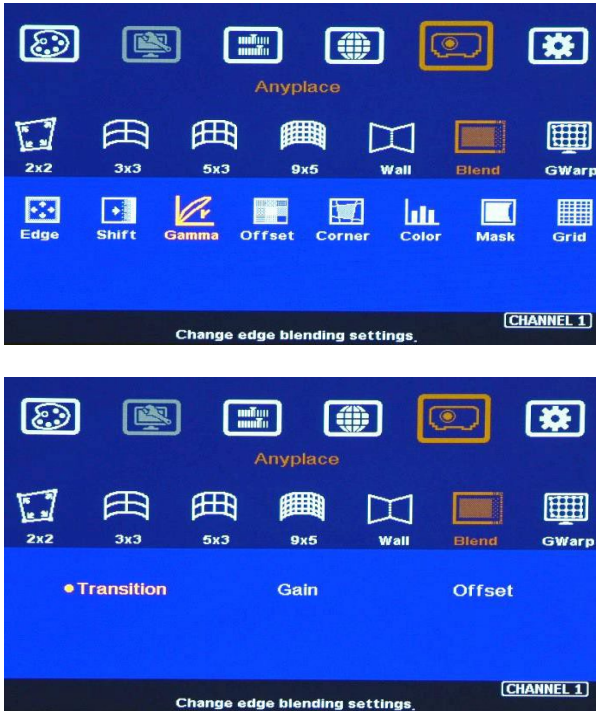 Anyplace
2x2 3x3 5x3 9x5 Wall Blend GWarp
Edge Shift Gamma Offset Corner Color Mask Grid
CHANNEL 1
Change edge blending settings.
Anyplace
2x2 3x3 5x3 9x5 Wall Blend GWarp
Transition Gain Offset
CHANNEL 1
Change edge blending settings.